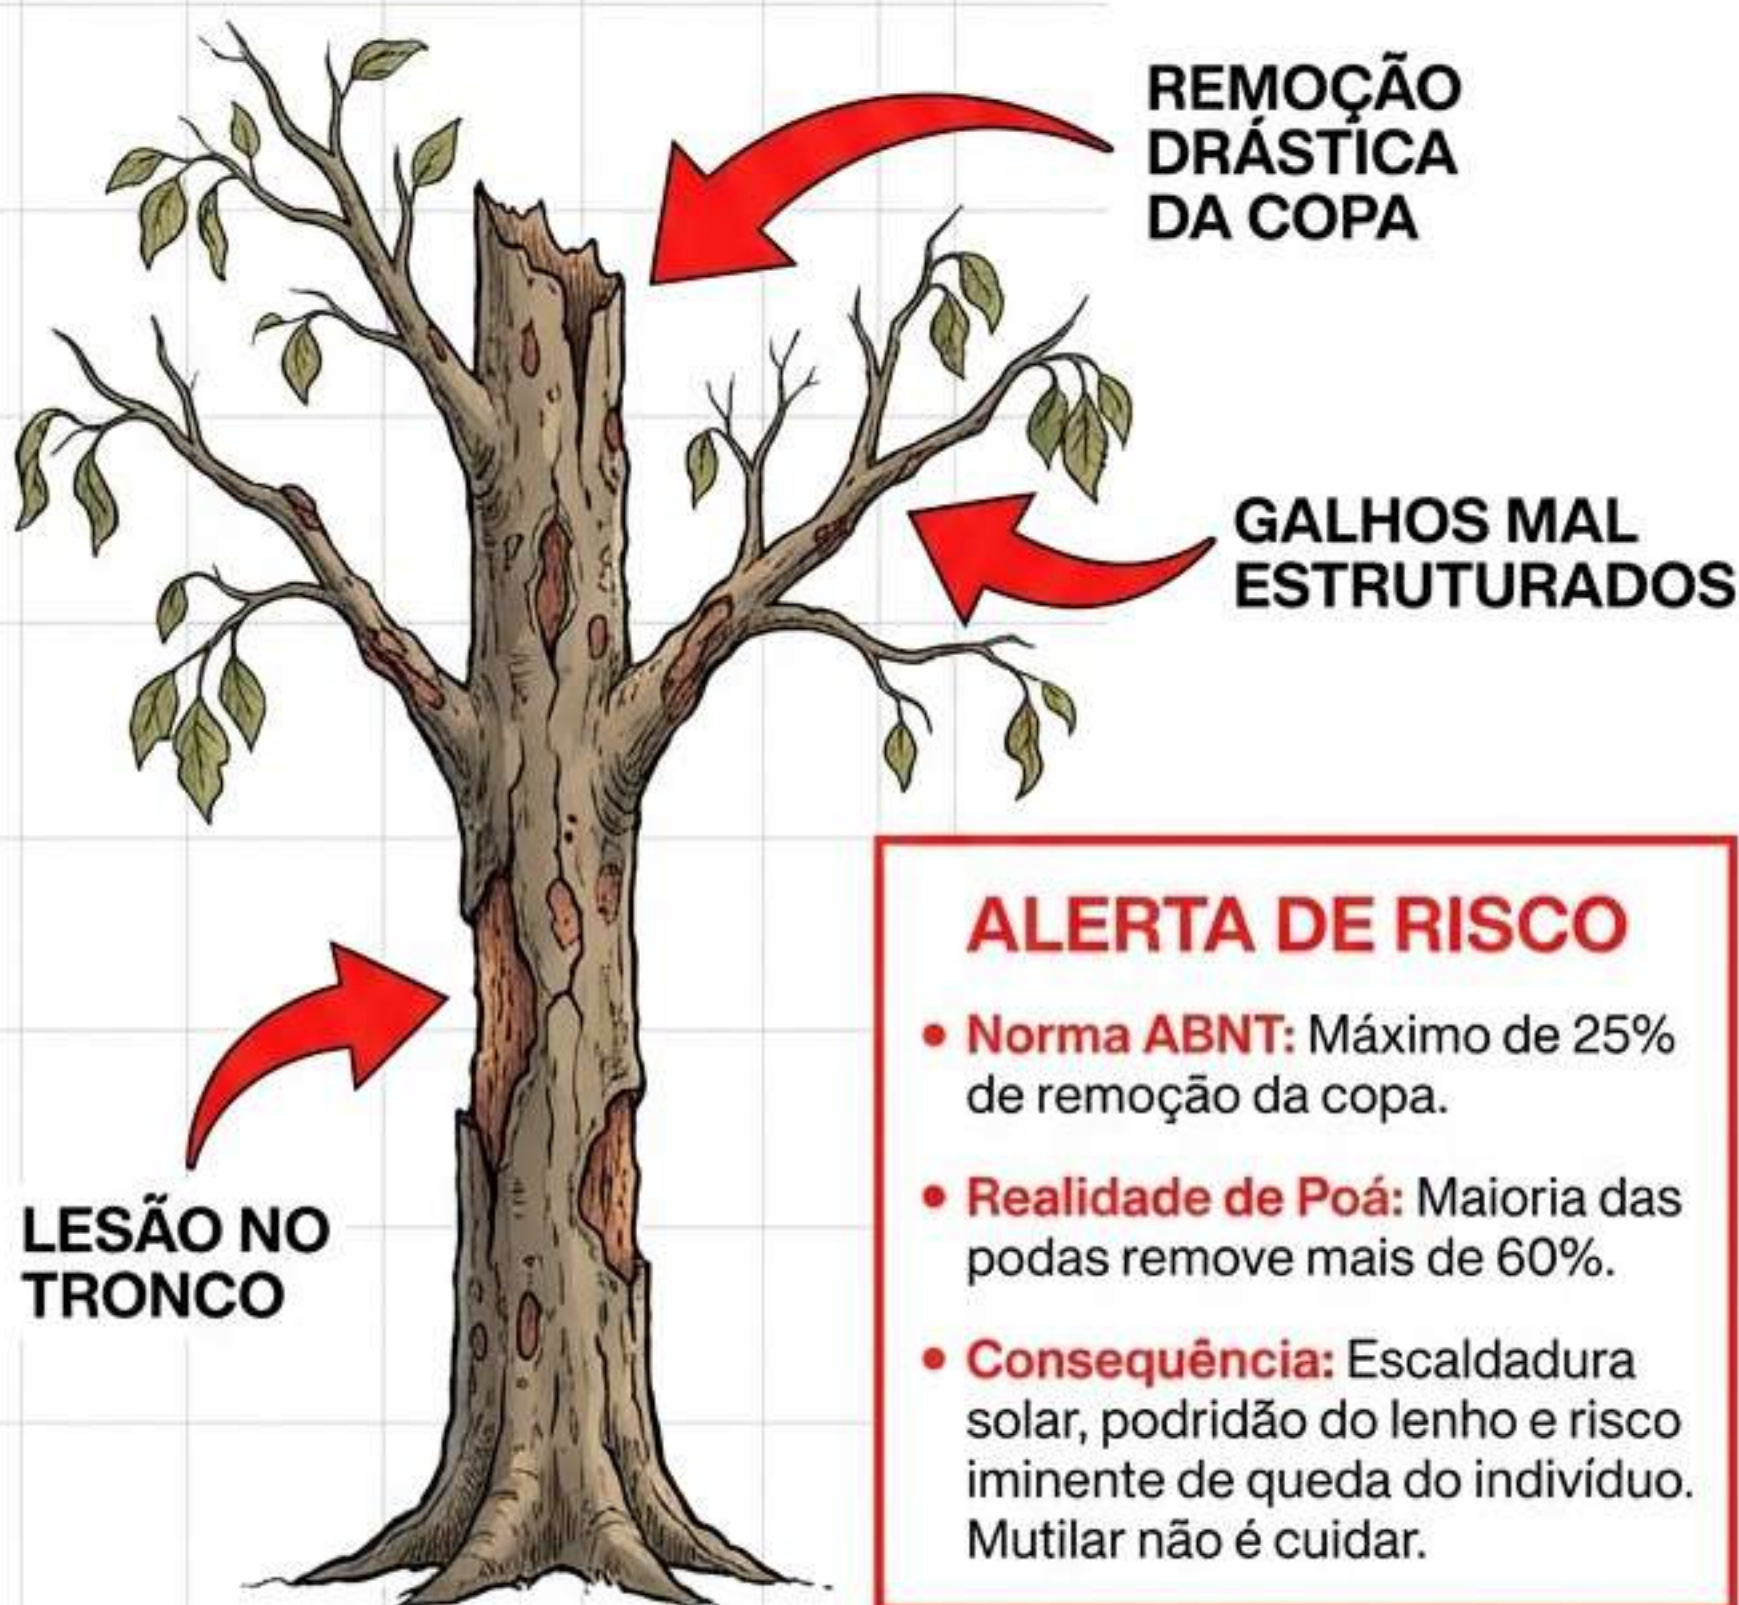 REMOÇÃO
DRÁSTICA
DA COPA
GALHOS MAL
ESTRUTURADOS
LESÃO NO
TRONCO
ALERTA DE RISCO
• Norma ABNT: Máximo de 25%
de remoção da copa.
• Realidade de Poá: Maioria das
podas remove mais de 60%.
• Consequência: Escaldadura
solar, podridão do lenho e risco
iminente de queda do indivíduo.
Mutilar não é cuidar.